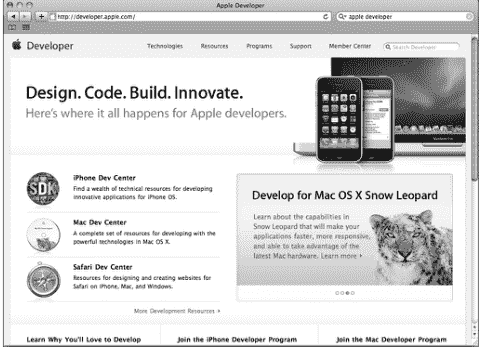 Apple Developer
http://developer.apple.com/
apple developer
Developer
Technologies Resources Programs Support Member Center Search Developer
Design. Code. Build. Innovate.
Here's where it all happens for Apple developers.
iPhone Dev Center
Find a wealth of technical resources for developing
innovative applications for iPhone OS.
SDK
Mac Dev Center
A complete set of resources for developing with the
powerful technologies in Mac OS X.
Safari Dev Center
Resources for designing and creating websites for
Safari on iPhone, Mac, and Windows.
More Development Resources
Develop for Mac OS X Snow Leopard
Learn about the capabilities in
Snow Leopard that will make your
applications faster, more responsive,
and able to take advantage of the
latest Mac hardware. Learn more
Learn Why You'll Love to Develop
Join the iPhone Developer Program
Join the Mac Developer Program